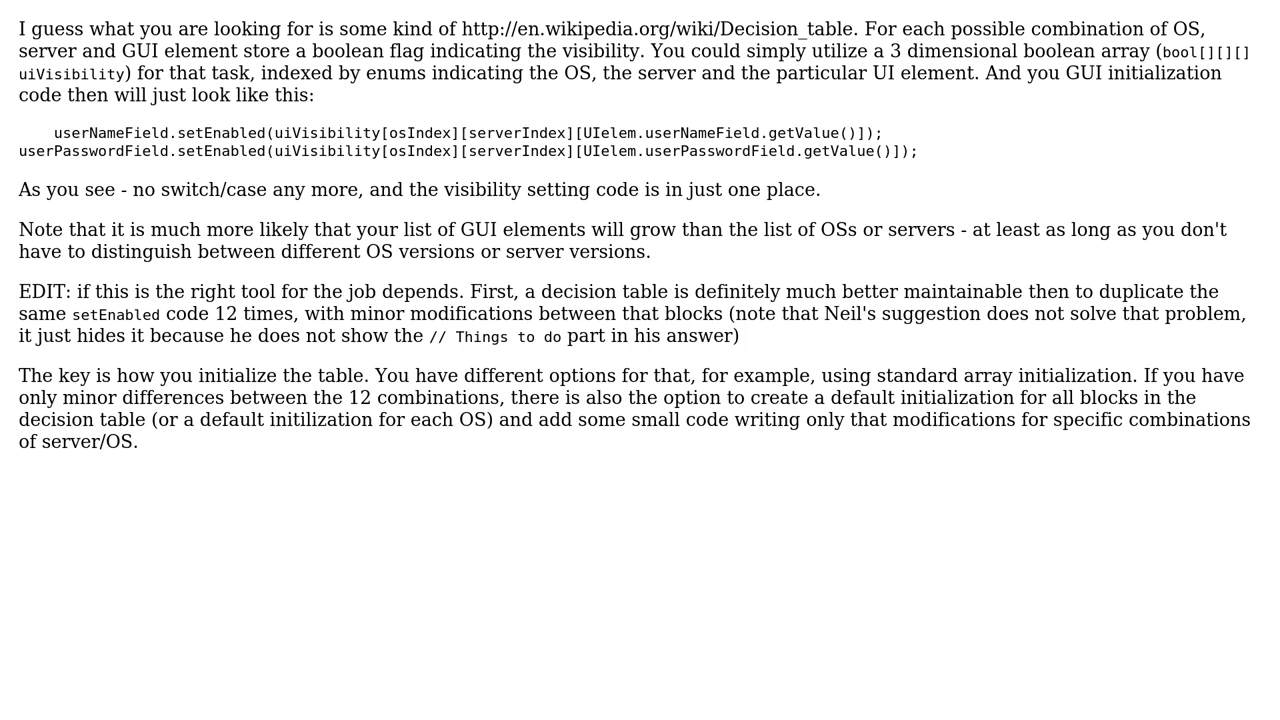 I guess what you are looking for is some kind of http://en.wikipedia.org/wiki/Decision_table. For each possible combination of OS,
server and GUI element store a boolean flag indicating the visibility. You could simply utilize a 3 dimensional boolean array (bool[][][]
uiVisibility) for that task, indexed by enums indicating the OS, the server and the particular UI element. And you GUI initialization
code then will just look like this:
userNameField.setEnabled(uiVisibility[osIndex][serverIndex][UIelem.userNameField.getValue()]);
userPasswordField.setEnabled(uiVisibility[osIndex][serverIndex][UIelem.userPasswordField.getValue()]);
As you see - no switch/case any more, and the visibility setting code is in just one place.
Note that it is much more likely that your list of GUI elements will grow than the list of OSs or servers - at least as long as you don't
have to distinguish between different OS versions or server versions.
EDIT: if this is the right tool for the job depends. First, a decision table is definitely much better maintainable then to duplicate the
same setEnabled code 12 times, with minor modifications between that blocks (note that Neil's suggestion does not solve that problem,
it just hides it because he does not show the // Things to do part in his answer)
The key is how you initialize the table. You have different options for that, for example, using standard array initialization. If you have
only minor differences between the 12 combinations, there is also the option to create a default initialization for all blocks in the
decision table (or a default initilization for each OS) and add some small code writing only that modifications for specific combinations
of server/OS.